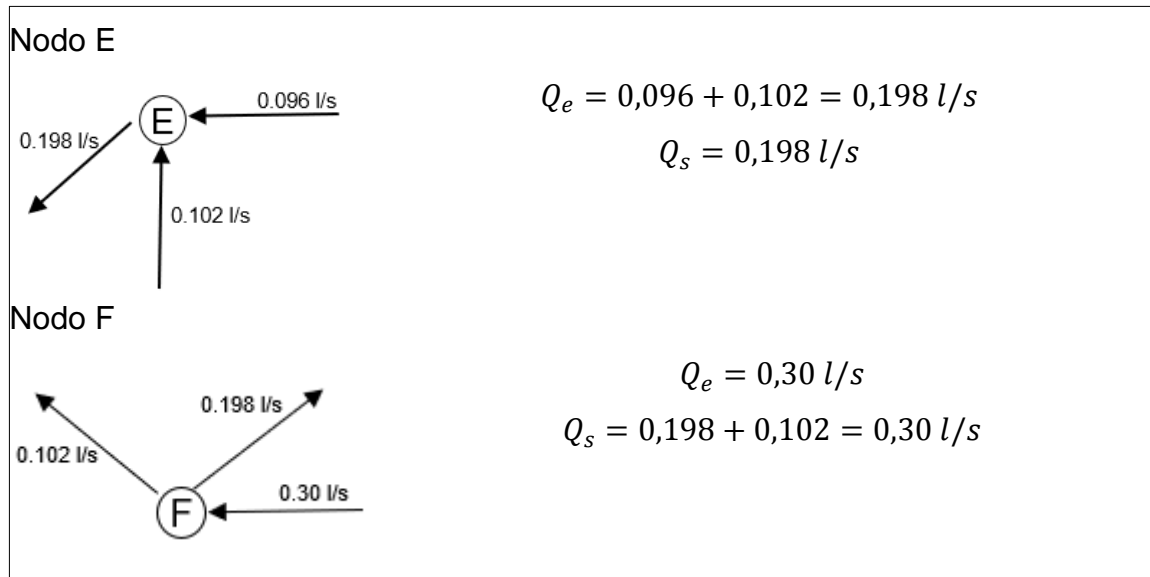 Nodo E
0.096 l/s
Q_e = 0,096 + 0,102 = 0,198 l/s
E
0.198 l/s
Q_s = 0,198 l/s
0.102 l/s
Nodo F
Q_e = 0,30 l/s
0.198 l/s
Q_s = 0,198 + 0,102 = 0,30 l/s
0.102 l/s
0.30 l/s
F